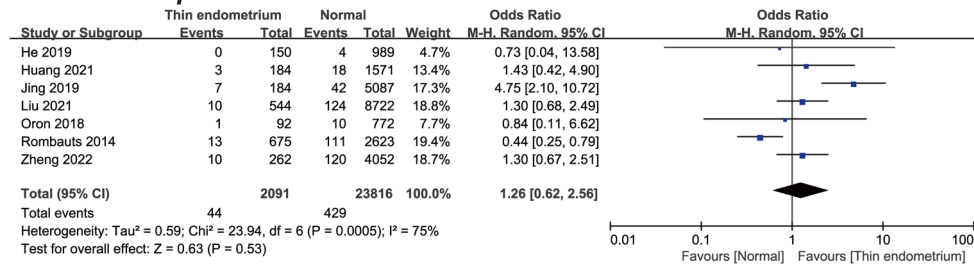 Thin endometrium Normal Odds Ratio Odds Ratio
Study or Subgroup Events Total Events Total Weight M-H. Random. 95% CI M-H. Random. 95% CI
He 2019 0 150 4 989 4.7% 0.73 [0.04, 13.58]
Huang 2021 3 184 18 1571 13.4% 1.43 [0.42, 4.90]
Jing 2019 7 184 42 5087 17.3% 4.75 [2.10, 10.72]
Liu 2021 10 544 124 8722 18.8% 1.30 [0.68, 2.49]
Oron 2018 1 92 10 772 7.7% 0.84 [0.11, 6.62]
Rombauts 2014 13 675 111 2623 19.4% 0.44 [0.25, 0.79]
Zheng 2022 10 262 120 4052 18.7% 1.30 [0.67, 2.51]
Total (95% CI) 2091 23816 100.0% 1.26 [0.62, 2.56]
Total events 44 429
Heterogeneity: Tau² = 0.59; Chi² = 23.94, df = 6 (P = 0.0005); I² = 75%
Test for overall effect: Z = 0.63 (P = 0.53)
0.01 0.1 1 10 100
Favours [Normal] Favours [Thin endometrium]